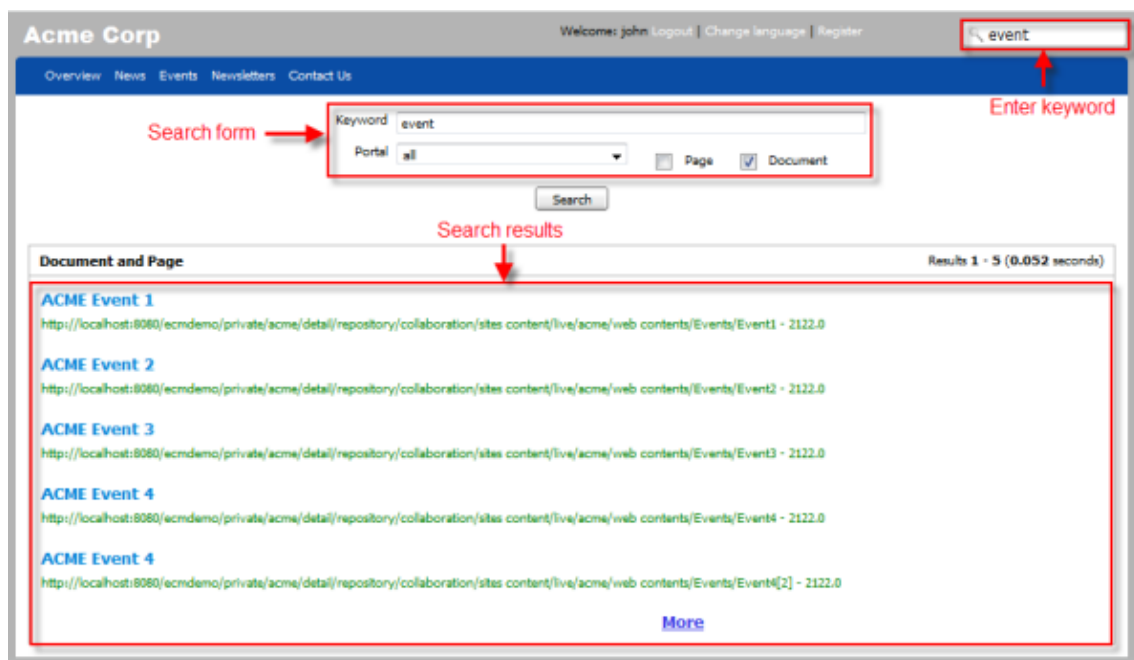 Acme Corp
Welcome: john Logout | Change language | Register
event
Overview News Events Newsletters Contact Us
Enter keyword
Search form
Keyword event
Portal all Page Document
Search
Search results
Document and Page
Results 1 - 5 (0.052 seconds)
ACME Event 1
http://localhost:8080/ecmdemo/private/acme/detail/repository/collaboration/sites content/live/acme/web contents/Events/Event1 - 2122.0
ACME Event 2
http://localhost:8080/ecmdemo/private/acme/detail/repository/collaboration/sites content/live/acme/web contents/Events/Event2 - 2122.0
ACME Event 3
http://localhost:8080/ecmdemo/private/acme/detail/repository/collaboration/sites content/live/acme/web contents/Events/Event3 - 2122.0
ACME Event 4
http://localhost:8080/ecmdemo/private/acme/detail/repository/collaboration/sites content/live/acme/web contents/Events/Event4 - 2122.0
ACME Event 4
http://localhost:8080/ecmdemo/private/acme/detail/repository/collaboration/sites content/live/acme/web contents/Events/Event4[2] - 2122.0
More